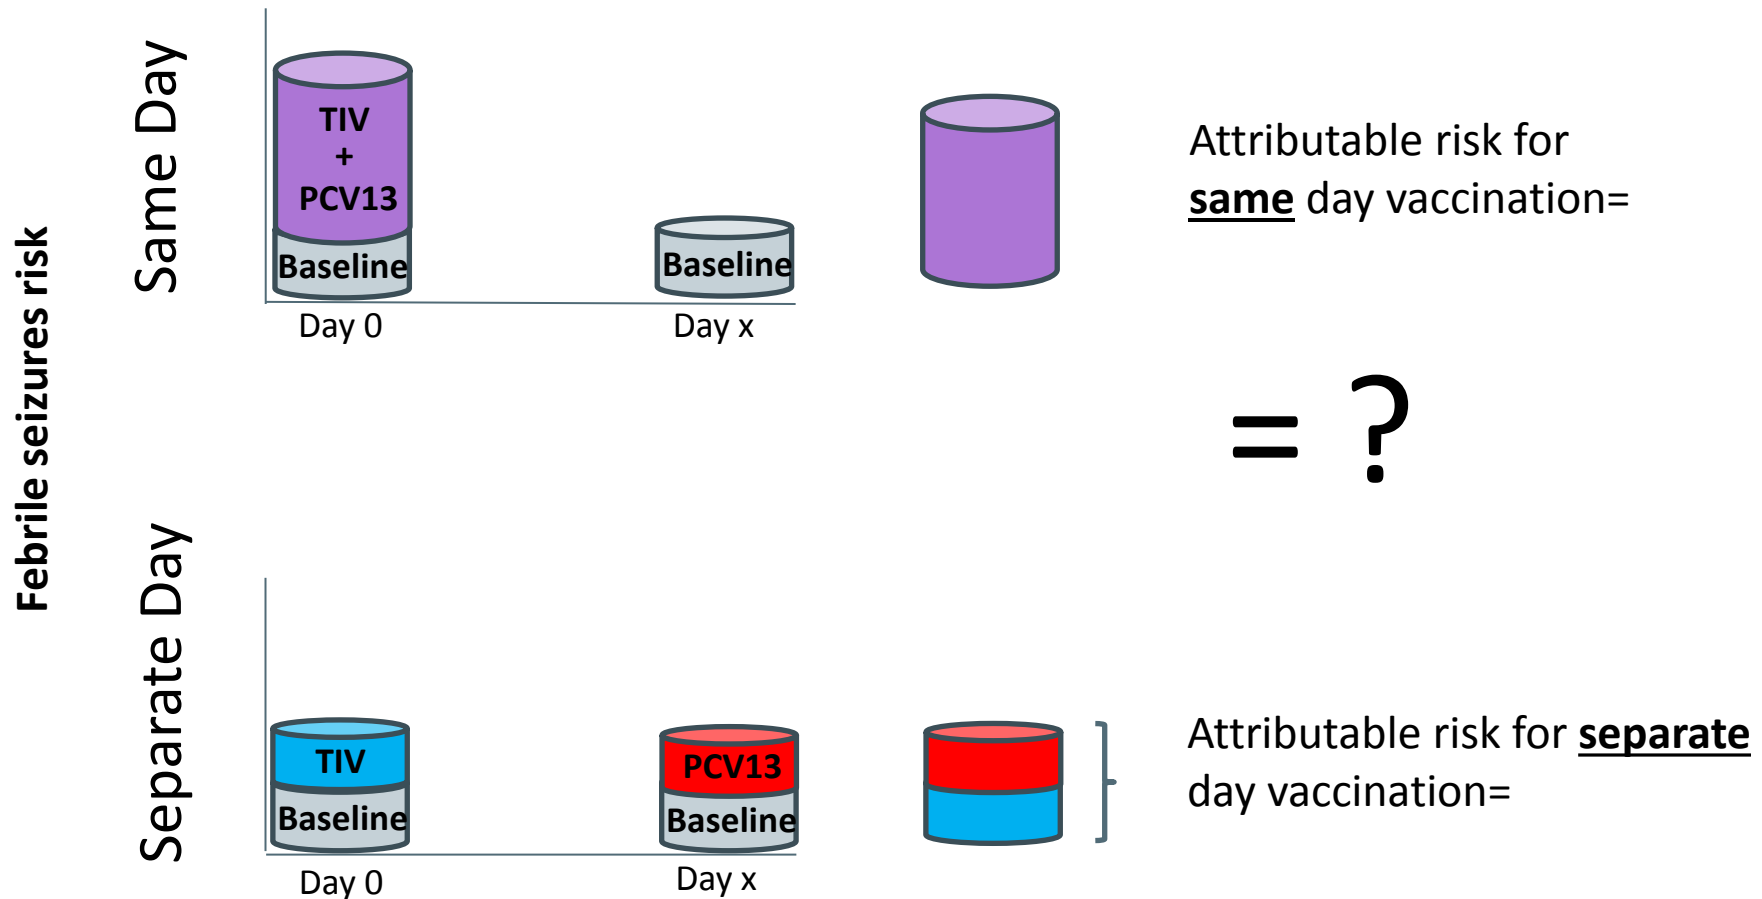 Febrile seizures risk
Same Day
TIV
+
PCV13
Baseline
Baseline
Day 0
Day x
Attributable risk for
same day vaccination=
= ?
Separate Day
TIV
Baseline
PCV13
Baseline
Day 0
Day x
Attributable risk for separate
day vaccination=